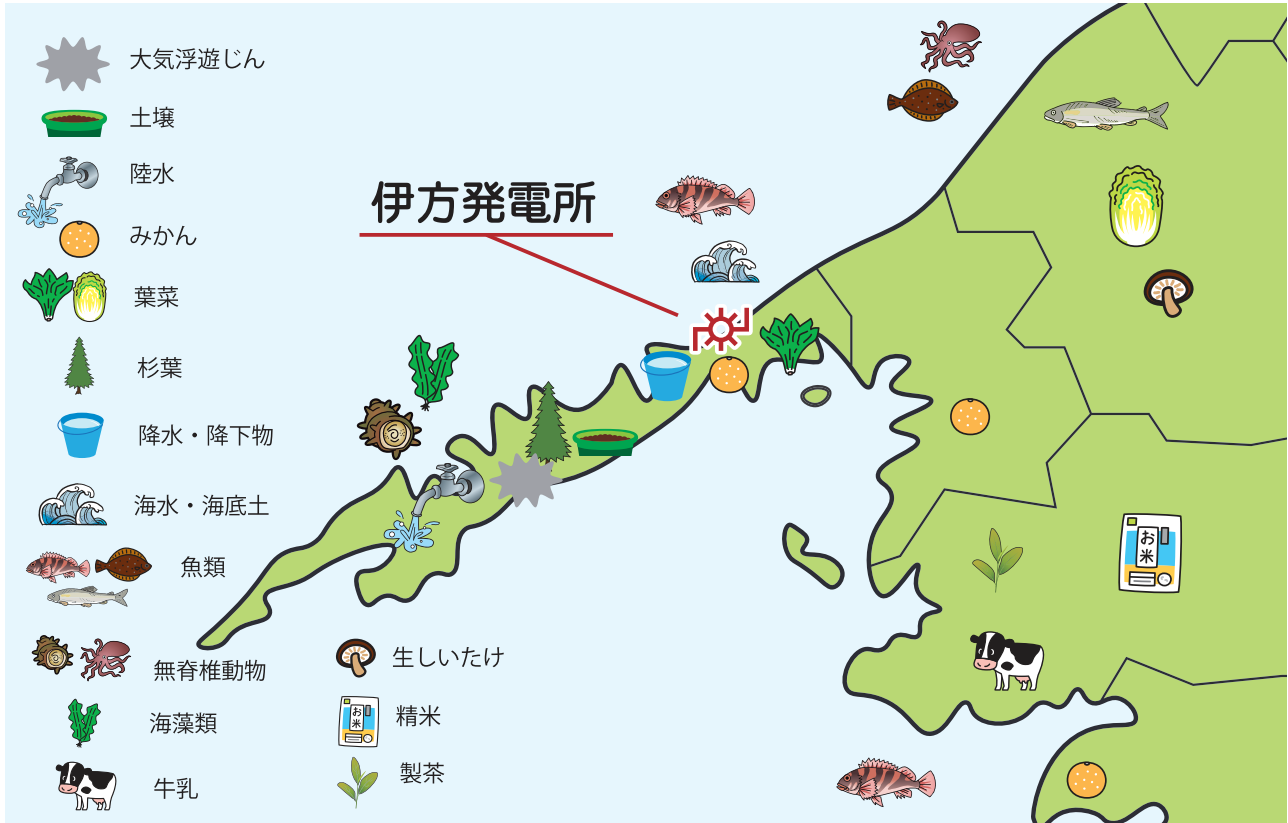 大気浮遊じん
土壌
陸水
みかん
葉菜
杉葉
降水・降下物
海水・海底土
魚類
無脊椎動物
海藻類
牛乳
生しいたけ
お米
精米
製茶
伊方発電所
お米